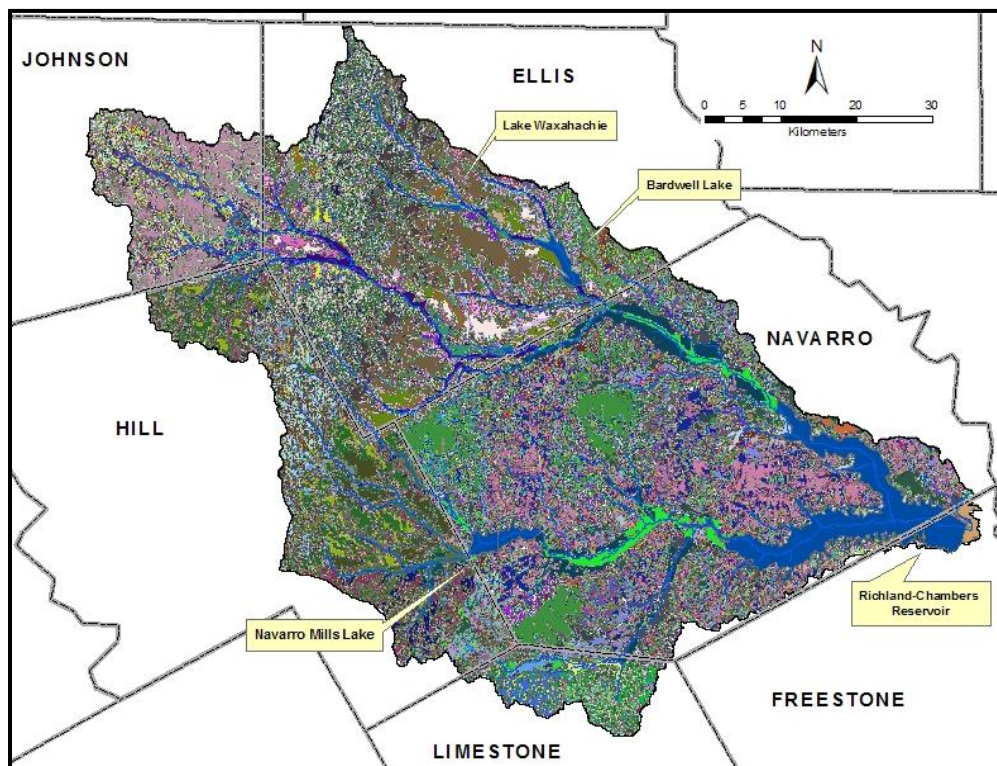 JOHNSON
ELLIS
N
Lake Waxahachie
0 5 10 20 30
Kilometers
Bardwell Lake
NAVARRO
HILL
Richland-Chambers
Reservoir
Navarro Mills Lake
FREESTONE
LIMESTONE